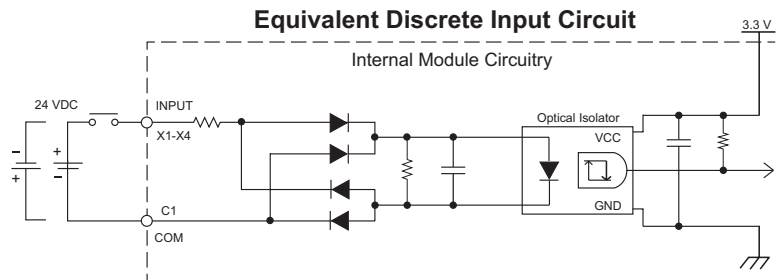 Equivalent Discrete Input Circuit
3.3 V
Internal Module Circuitry
24 VDC
INPUT
X1-X4
Optical Isolator
VCC
GND
− + + −
C1
COM